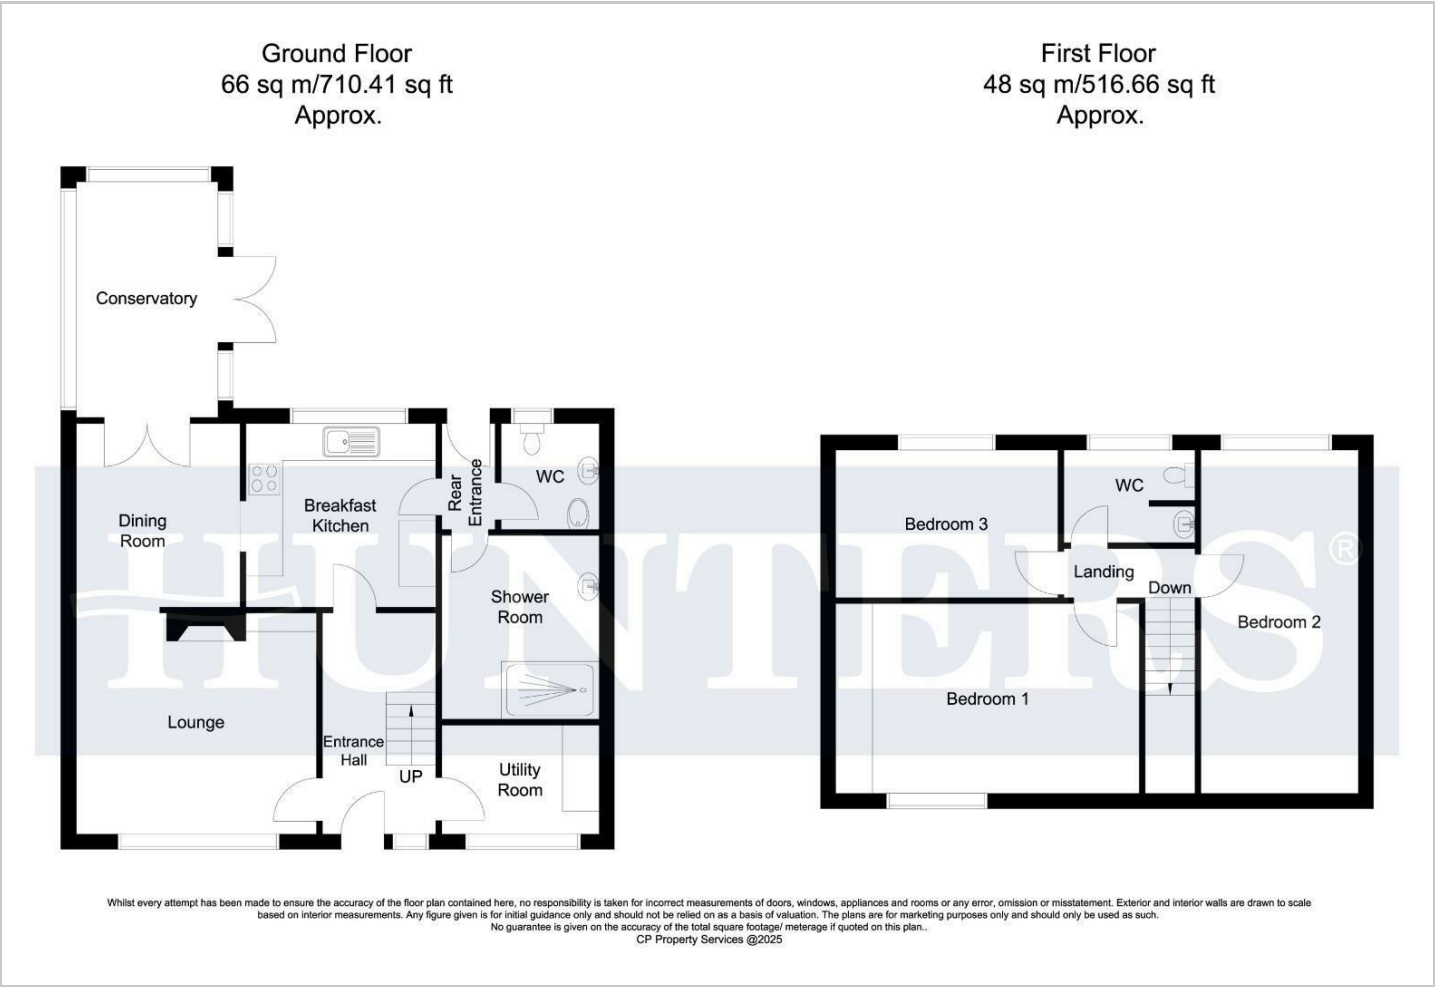 Ground Floor
66 sq m/710.41 sq ft
Approx.
First Floor
48 sq m/516.66 sq ft
Approx.
Conservatory
Dining
Room
Breakfast
Kitchen
Rear
Entrance
WC
Shower
Room
Lounge
Entrance
Hall
UP
Utility
Room
Bedroom 3
WC
Landing
Down
Bedroom 2
Bedroom 1
HUNTERS®
Whilst every attempt has been made to ensure the accuracy of the floor plan contained here, no responsibility is taken for incorrect measurements of doors, windows, appliances and rooms or any error, omission or misstatement. Exterior and interior walls are drawn to scale
based on interior measurements. Any figure given is for initial guidance only and should not be relied on as a basis of valuation. The plans are for marketing purposes only and should only be used as such.
No guarantee is given on the accuracy of the total square footage/ meterage if quoted on this plan..
CP Property Services @2025